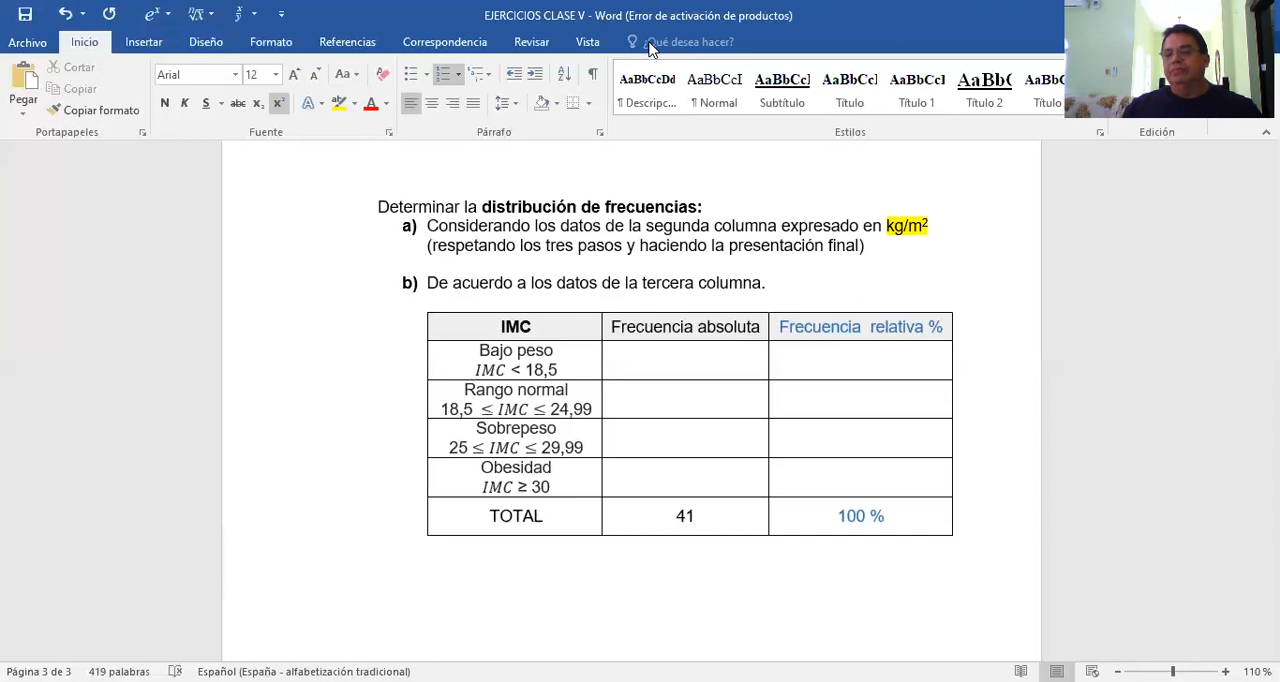 EJERCICIOS CLASE V - Word (Error de activación de productos)
Archivo Inicio Insertar Diseño Formato Referencias Correspondencia Revisar Vista ¿Qué desea hacer?
Pegar
Cortar
Copiar
Copiar formato
Portapapeles
Arial 12
Aa
N K S abc x₂ x²
Fuente
Párrafo
AaBbCcDd AaBbCcI AaBbCcI AaBbCcI AaBbCcI AaBb( AaBb
¶ Descripc... ¶ Normal Subtítulo Título Título 1 Título 2 Título
Estilos
Edición
Determinar la distribución de frecuencias:
a) Considerando los datos de la segunda columna expresado en kg/m²
(respetando los tres pasos y haciendo la presentación final)
b) De acuerdo a los datos de la tercera columna.
IMC Frecuencia absoluta Frecuencia relativa %
Bajo peso
IMC < 18,5
Rango normal
18,5 ≤ IMC ≤ 24,99
Sobrepeso
25 ≤ IMC ≤ 29,99
Obesidad
IMC ≥ 30
TOTAL 41 100 %
Página 3 de 3 419 palabras Español (España - alfabetización tradicional) 110 %